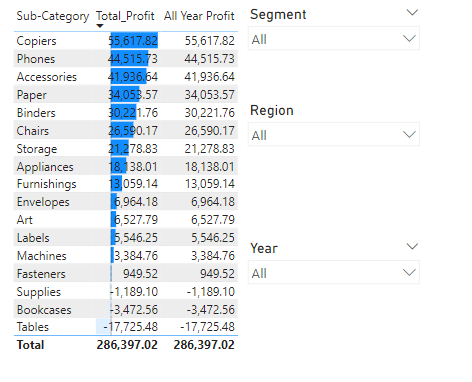 Sub-Category Total_Profit All Year Profit
Copiers 55,617.82 55,617.82
Phones 44,515.73 44,515.73
Accessories 41,936.64 41,936.64
Paper 34,053.57 34,053.57
Binders 30,221.76 30,221.76
Chairs 26,590.17 26,590.17
Storage 21,278.83 21,278.83
Appliances 18,138.01 18,138.01
Furnishings 13,059.14 13,059.14
Envelopes 6,964.18 6,964.18
Art 6,527.79 6,527.79
Labels 5,546.25 5,546.25
Machines 3,384.76 3,384.76
Fasteners 949.52 949.52
Supplies -1,189.10 -1,189.10
Bookcases -3,472.56 -3,472.56
Tables -17,725.48 -17,725.48
Total 286,397.02 286,397.02
Segment
All
Region
All
Year
All